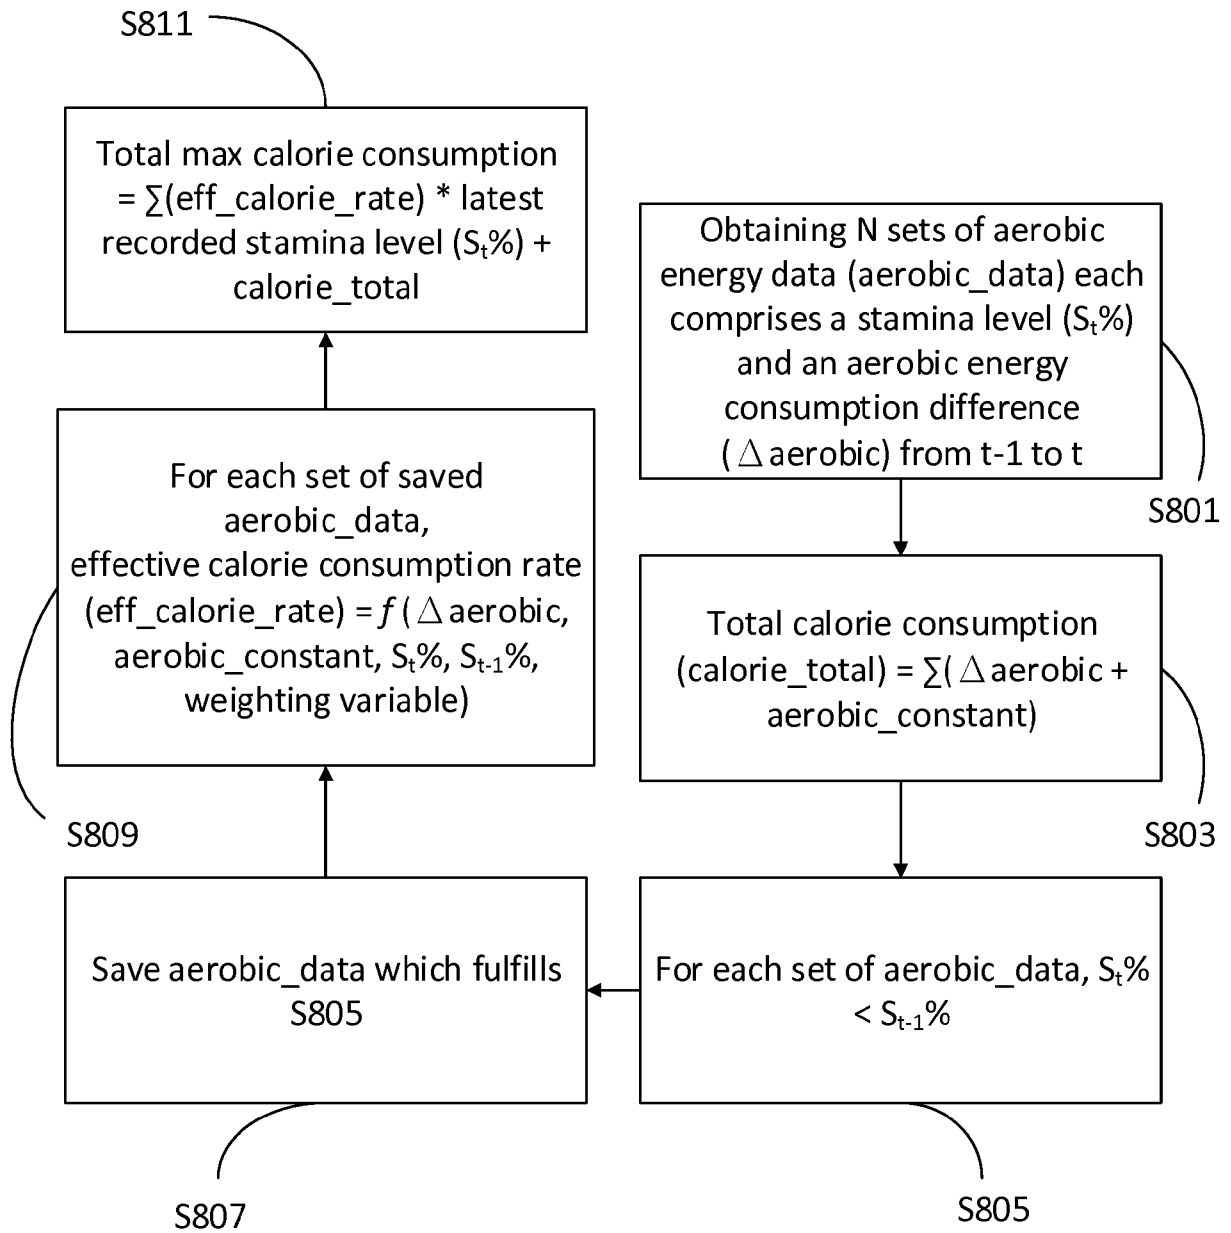 S811
Total max calorie consumption
= ∑(eff_calorie_rate) * latest
recorded stamina level (Sₜ%) +
calorie_total
Obtaining N sets of aerobic
energy data (aerobic_data) each
comprises a stamina level (Sₜ%)
and an aerobic energy
consumption difference
(Δaerobic) from t-1 to t
S801
Total calorie consumption
(calorie_total) = ∑(Δaerobic +
aerobic_constant)
S803
For each set of aerobic_data, Sₜ%
< Sₜ₋₁%
S805
Save aerobic_data which fulfills
S805
S807
For each set of saved
aerobic_data,
effective calorie consumption rate
(eff_calorie_rate) = f (Δaerobic,
aerobic_constant, Sₜ%, Sₜ₋₁%,
weighting variable)
S809